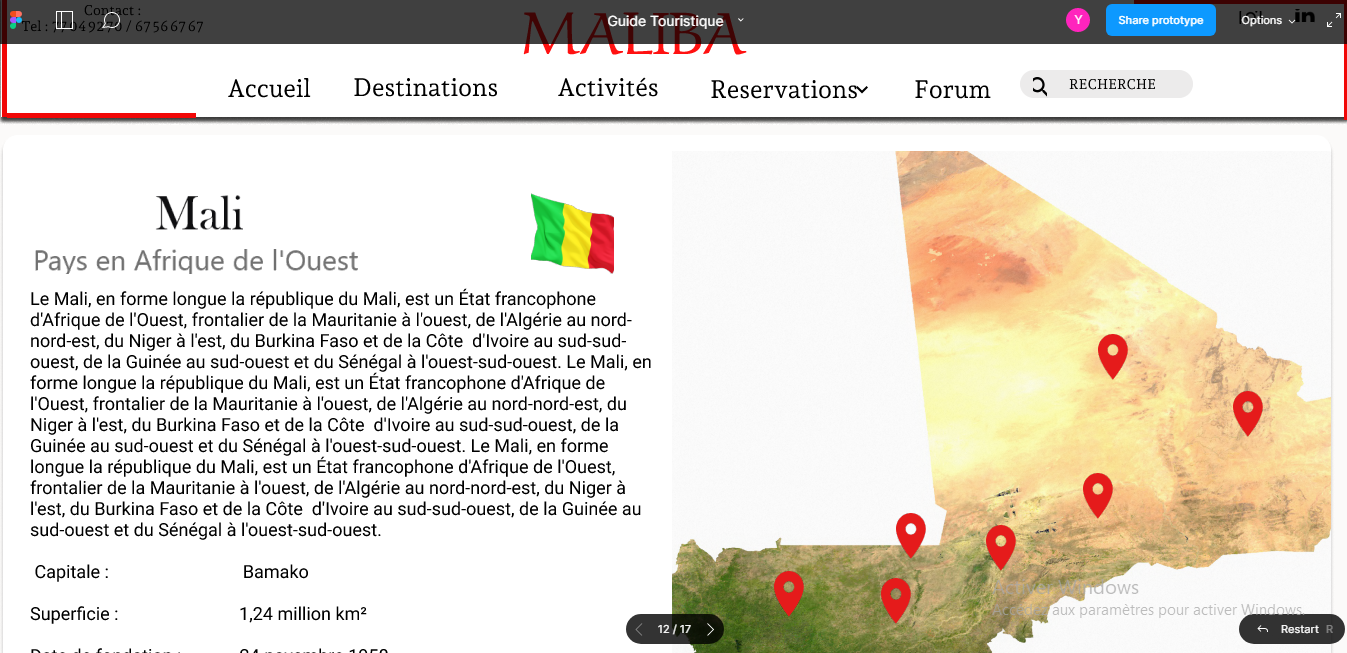 Contact :
Tel : 77049270 / 67566767
Guide Touristique
Y
Share prototype
Options
in
MALIBA
Accueil
Destinations
Activités
Reservations
Forum
RECHERCHE
Mali
Pays en Afrique de l'Ouest
Le Mali, en forme longue la république du Mali, est un État francophone
d'Afrique de l'Ouest, frontalier de la Mauritanie à l'ouest, de l'Algérie au nord-
nord-est, du Niger à l'est, du Burkina Faso et de la Côte  d'Ivoire au sud-sud-
ouest, de la Guinée au sud-ouest et du Sénégal à l'ouest-sud-ouest. Le Mali, en
forme longue la république du Mali, est un État francophone d'Afrique de
l'Ouest, frontalier de la Mauritanie à l'ouest, de l'Algérie au nord-nord-est, du
Niger à l'est, du Burkina Faso et de la Côte  d'Ivoire au sud-sud-ouest, de la
Guinée au sud-ouest et du Sénégal à l'ouest-sud-ouest. Le Mali, en forme
longue la république du Mali, est un État francophone d'Afrique de l'Ouest,
frontalier de la Mauritanie à l'ouest, de l'Algérie au nord-nord-est, du Niger à
l'est, du Burkina Faso et de la Côte  d'Ivoire au sud-sud-ouest, de la Guinée au
sud-ouest et du Sénégal à l'ouest-sud-ouest.
Capitale : Bamako
Superficie : 1,24 million km²
aux paramètres pour activer Windows.
12 / 17
Restart R